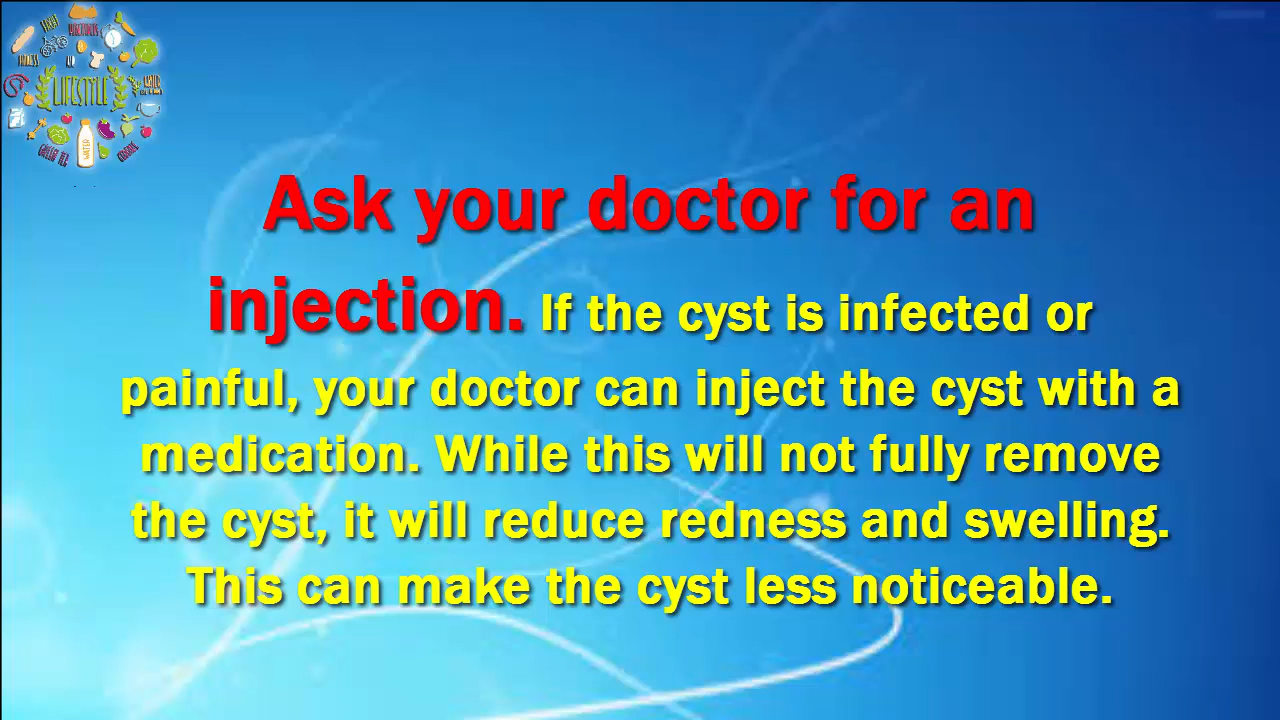 LIFESTYLE
WATER
Ask your doctor for an
injection. If the cyst is infected or
painful, your doctor can inject the cyst with a
medication. While this will not fully remove
the cyst, it will reduce redness and swelling.
This can make the cyst less noticeable.